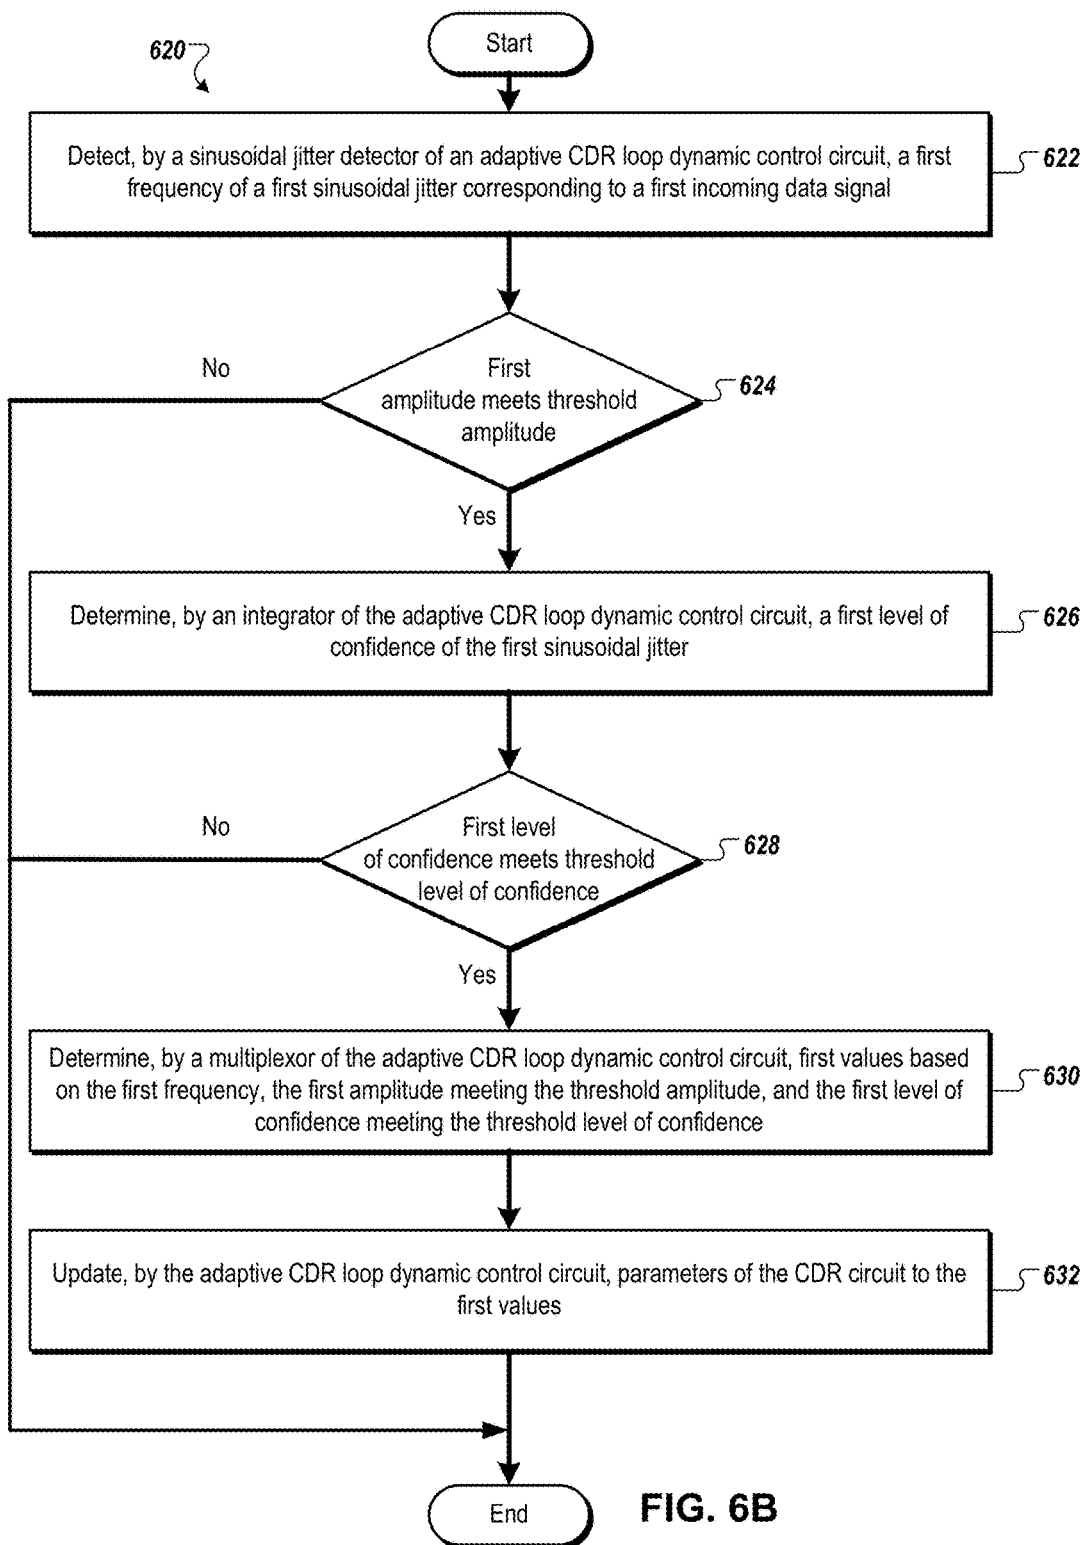 620
Start
Detect, by a sinusoidal jitter detector of an adaptive CDR loop dynamic control circuit, a first
frequency of a first sinusoidal jitter corresponding to a first incoming data signal
622
No
First
amplitude meets threshold
amplitude
624
Yes
Determine, by an integrator of the adaptive CDR loop dynamic control circuit, a first level of
confidence of the first sinusoidal jitter
626
No
First level
of confidence meets threshold
level of confidence
628
Yes
Determine, by a multiplexor of the adaptive CDR loop dynamic control circuit, first values based
on the first frequency, the first amplitude meeting the threshold amplitude, and the first level of
confidence meeting the threshold level of confidence
630
Update, by the adaptive CDR loop dynamic control circuit, parameters of the CDR circuit to the
first values
632
End
FIG. 6B